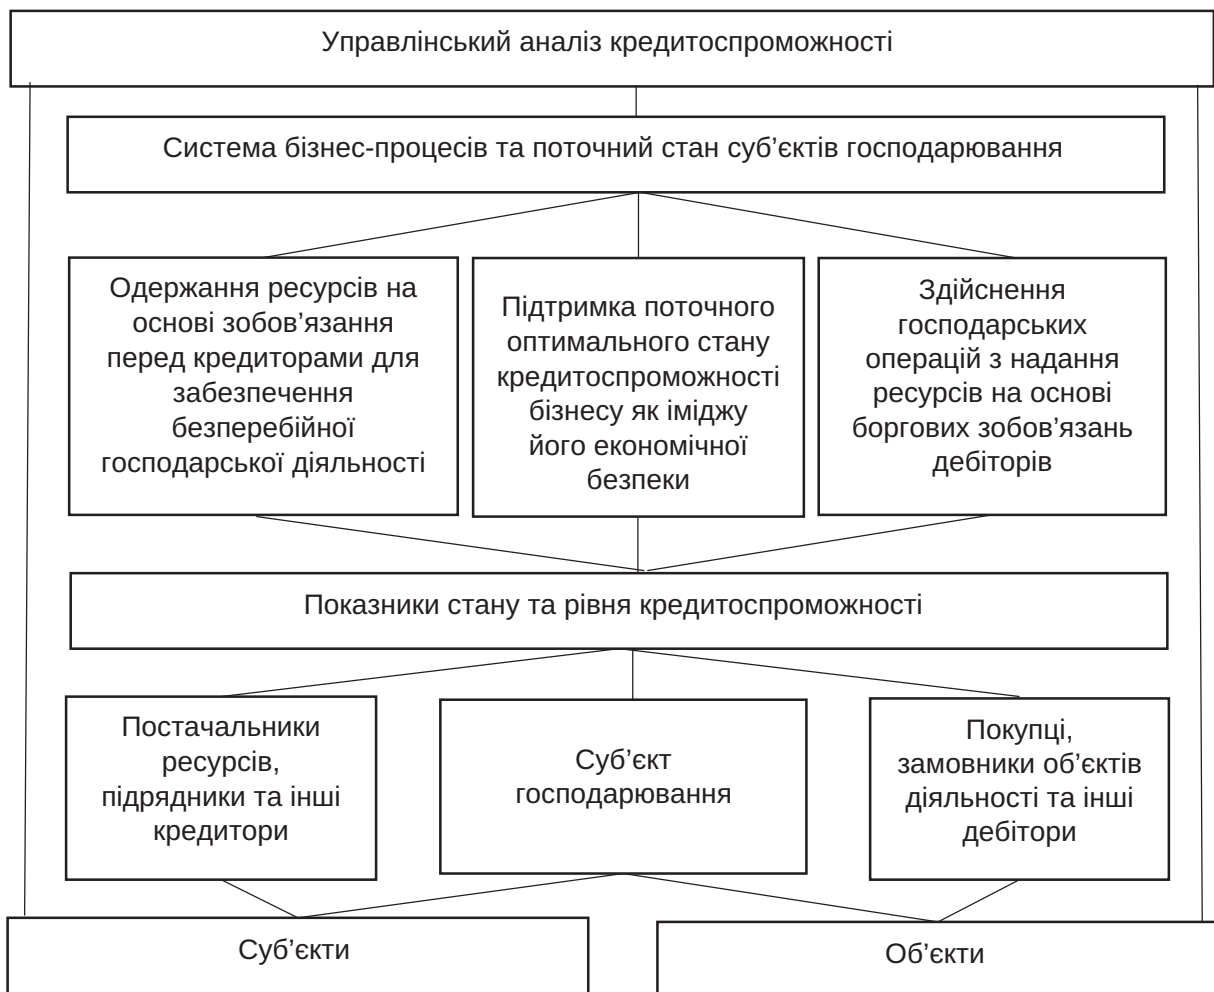 Управлінський аналіз кредитоспроможності
Система бізнес-процесів та поточний стан суб’єктів господарювання
Одержання ресурсів на
основі зобов’язання
перед кредиторами для
забезпечення
безперебійної
господарської діяльності
Підтримка поточного
оптимального стану
кредитоспроможності
бізнесу як іміджу
його економічної
безпеки
Здійснення
господарських
операцій з надання
ресурсів на основі
боргових зобов’язань
дебіторів
Показники стану та рівня кредитоспроможності
Постачальники
ресурсів,
підрядники та інші
кредитори
Суб’єкт
господарювання
Покупці,
замовники об’єктів
діяльності та інші
дебітори
Суб’єкти
Об’єкти